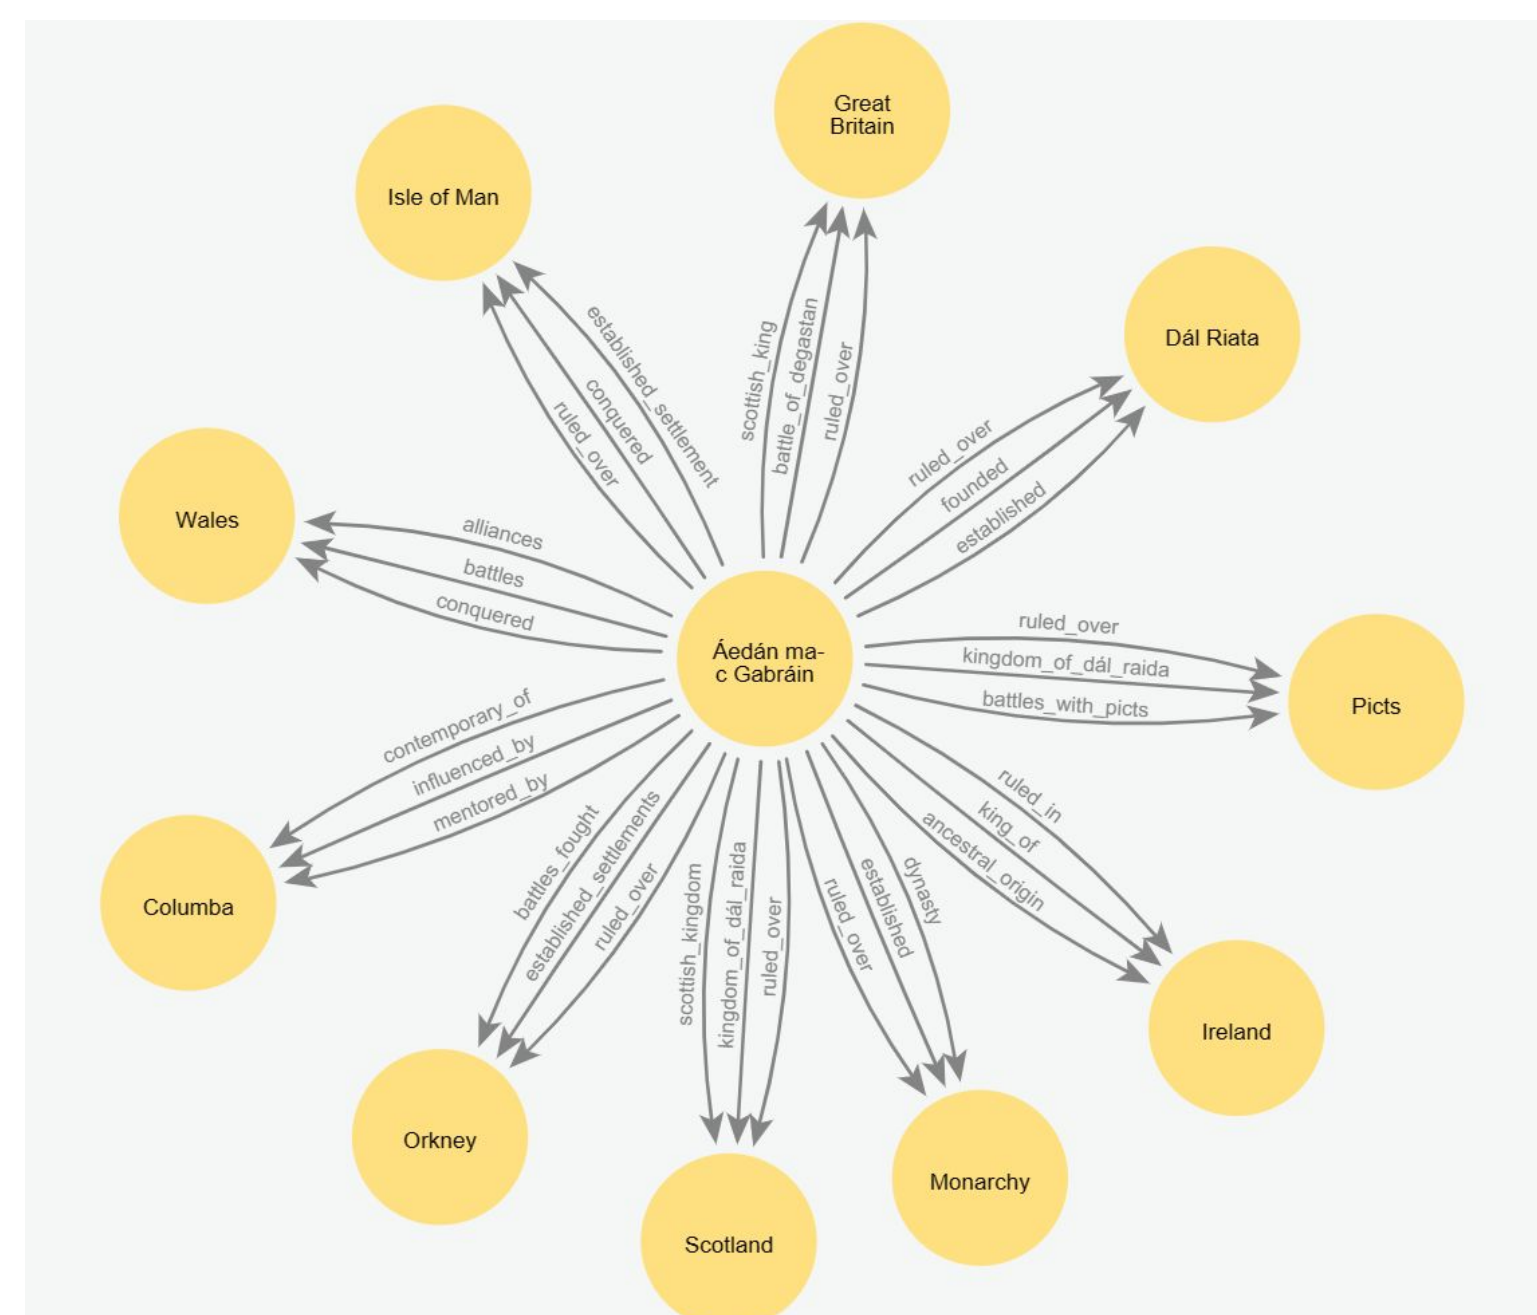 Great
Britain
Isle of Man
Dál Riata
scottish_king
battle_of_degastan
ruled_over
established_settlement
conquered
ruled_over
ruled_over
founded
established
Wales
alliances
battles
conquered
Áedán ma-
c Gabráin
ruled_over
kingdom_of_dál_raida
battles_with_picts
Picts
contemporary_of
influenced_by
mentored_by
Columba
battles_fought
established_settlements
ruled_over
Orkney
scottish_kingdom
kingdom_of_dál_raida
ruled_over
Scotland
ruled_over
established
dynasty
Monarchy
ruled_in
king_of
ancestral_origin
Ireland